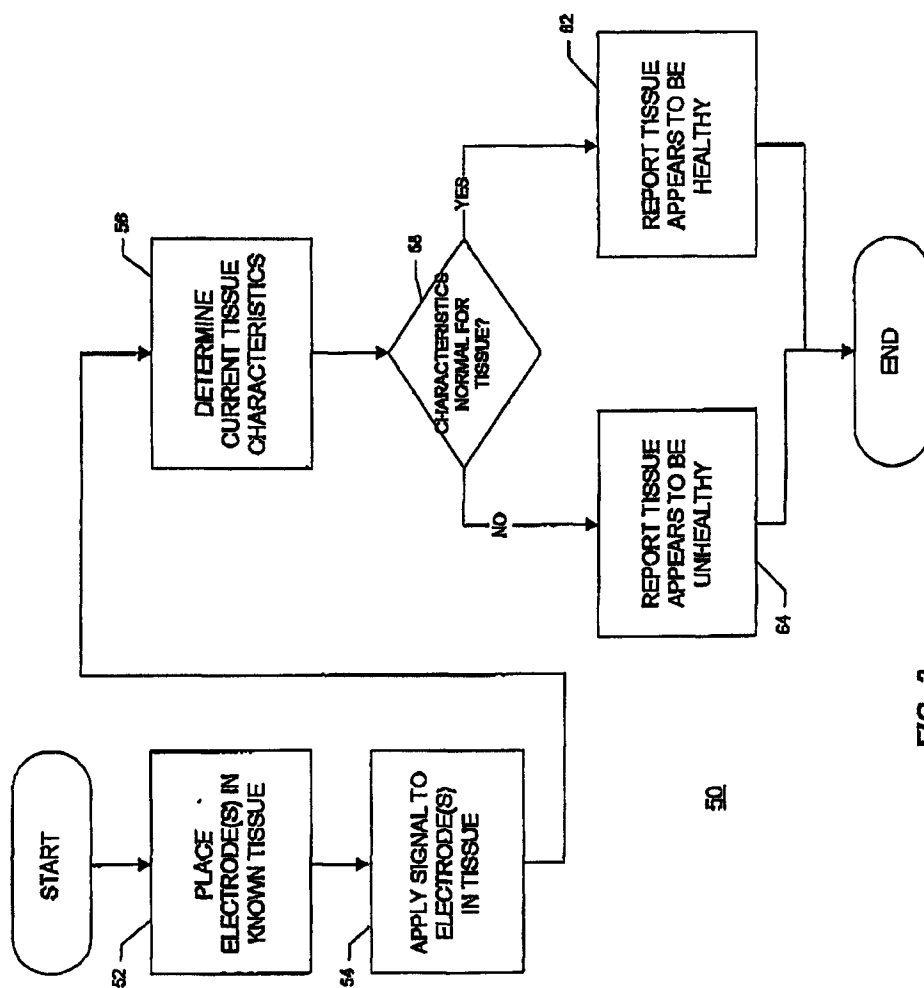 START
52
PLACE
ELECTRODE(S) IN
KNOWN TISSUE
54
APPLY SIGNAL TO
ELECTRODE(S)
IN TISSUE
56
DETERMINE
CURRENT TISSUE
CHARACTERISTICS
58
CHARACTERISTICS
NORMAL FOR
TISSUE?
NO
YES
64
REPORT TISSUE
APPEARS TO BE
UNHEALTHY
62
REPORT TISSUE
APPEARS TO BE
HEALTHY
END
50
FIG.